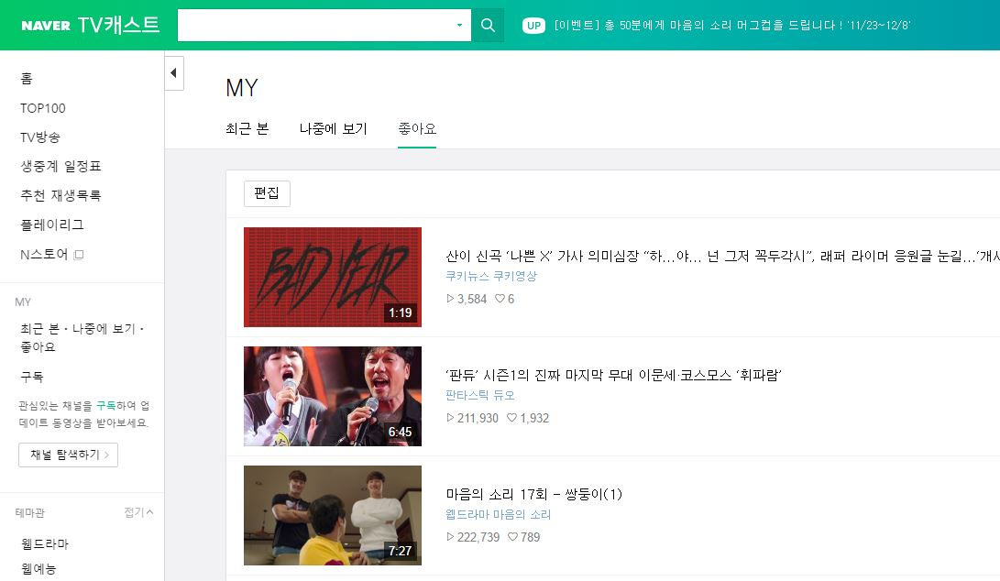 NAVER TV캐스트
UP [이벤트] 총 50분에게 마음의 소리 머그컵을 드립니다 ! '11/23~12/8'
홈
TOP100
TV방송
생중계 일정표
추천 재생목록
플레이리그
N스토어
MY
최근 본 · 나중에 보기 ·
좋아요
구독
관심있는 채널을 구독하여 업
데이트 동영상을 받아보세요.
채널 탐색하기 >
테마관 접기
웹드라마
웹예능
MY
최근 본 나중에 보기 좋아요
편집
BAD YEAR
1:19
산이 신곡 ‘나쁜 X’ 가사 의미심장 “하...야... 넌 그저 꼭두각시”, 래퍼 라이머 응원글 눈길...‘개시
쿠키뉴스 쿠키영상
3,584 6
6:45
‘판듀’ 시즌1의 진짜 마지막 무대 이문세·코스모스 ‘휘파람’
판타스틱 듀오
211,930 1,932
7:27
마음의 소리 17회 - 쌍둥이(1)
웹드라마 마음의 소리
222,739 789